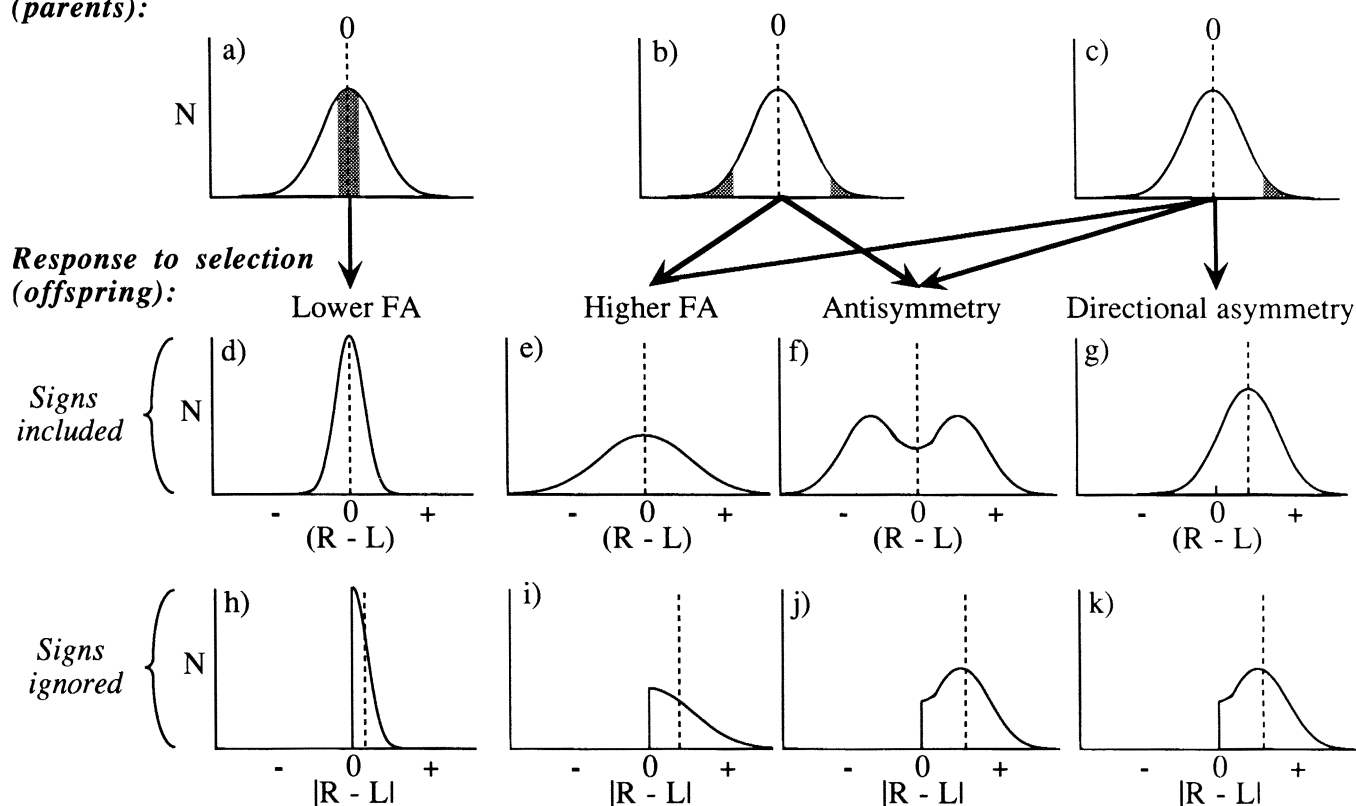 (parents):
0 0 0
a) b) c)
N
Response to selection
(offspring):
Lower FA Higher FA Antisymmetry Directional asymmetry
d) e) f) g)
Signs
included
N
- 0 + - 0 + - 0 + - 0 +
(R - L) (R - L) (R - L) (R - L)
h) i) j) k)
Signs
ignored
N
- 0 + - 0 + - 0 + - 0 +
|R - L| |R - L| |R - L| |R - L|